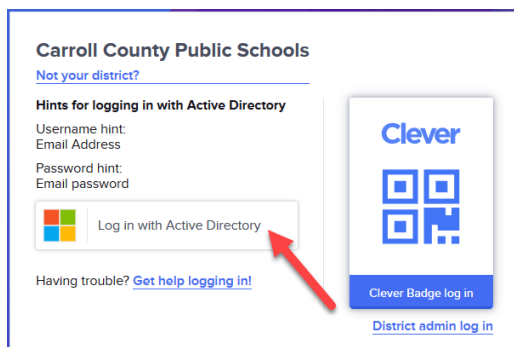 Carroll County Public Schools
Not your district?
Hints for logging in with Active Directory
Username hint:
Email Address
Password hint:
Email password
Log in with Active Directory
Having trouble? Get help logging in!
Clever
Clever Badge log in
District admin log in